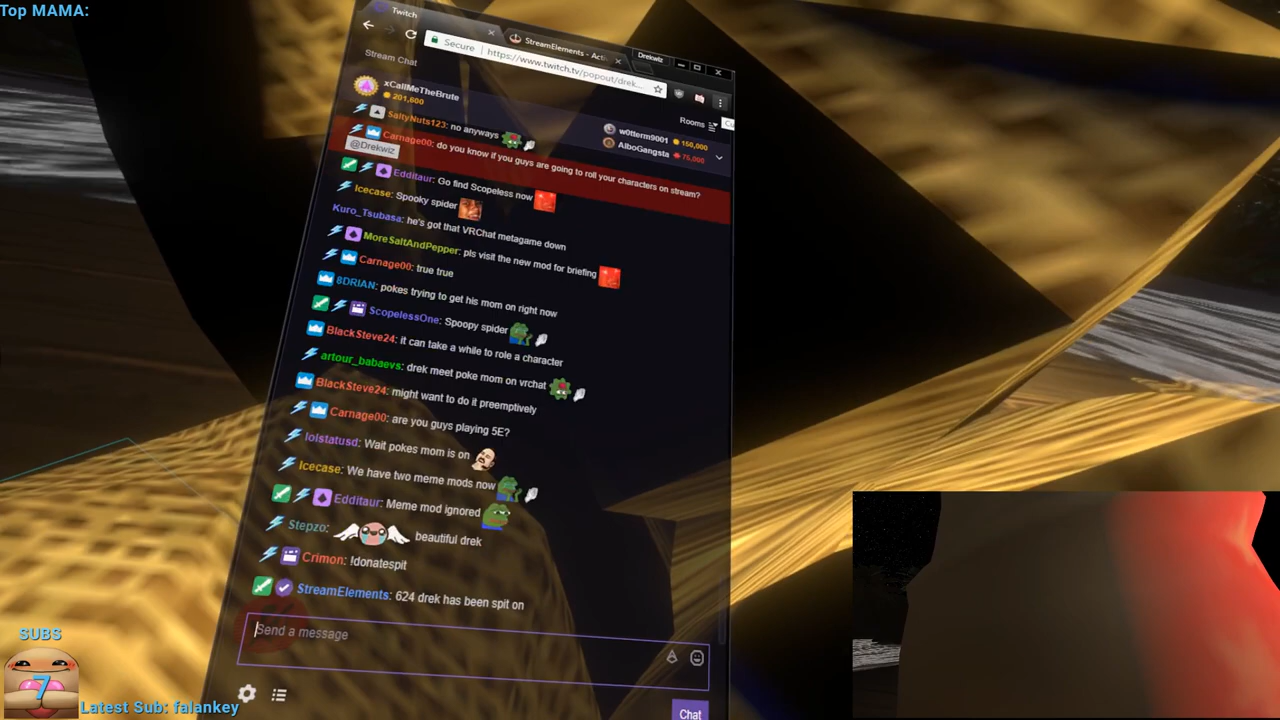 Top MAMA:
Twitch
StreamElements - Acti
Drekwiz
Secure
https://www.twitch.tv/popout/drek...
Stream Chat
xCallMeTheBrute
201,600
Rooms
w0tterm9001 150,000
AlboGangsta 75,000
SaltyNuts123: no anyways
Carnage00: do you know if you guys are going to roll your characters on stream?
@Drekwiz
Edditaur: Go find Scopeless now
Icecase: Spooky spider
Kuro_Tsubasa: he's got that VRChat metagame down
MoreSaltAndPepper: pls visit the new mod for briefing
Carnage00: true true
8DRIAN: pokes trying to get his mom on right now
ScopelessOne: Spoopy spider
BlackSteve24: it can take a while to role a character
artour_babaevs: drek meet poke mom on vrchat
BlackSteve24: might want to do it preemptively
Carnage00: are you guys playing 5E?
lolstatusd: Wait pokes mom is on
Icecase: We have two meme mods now
Edditaur: Meme mod ignored
Stepzo: beautiful drek
Crimon: !donatespit
StreamElements: 624 drek has been spit on
Send a message
Chat
SUBS
7
Latest Sub: falankey